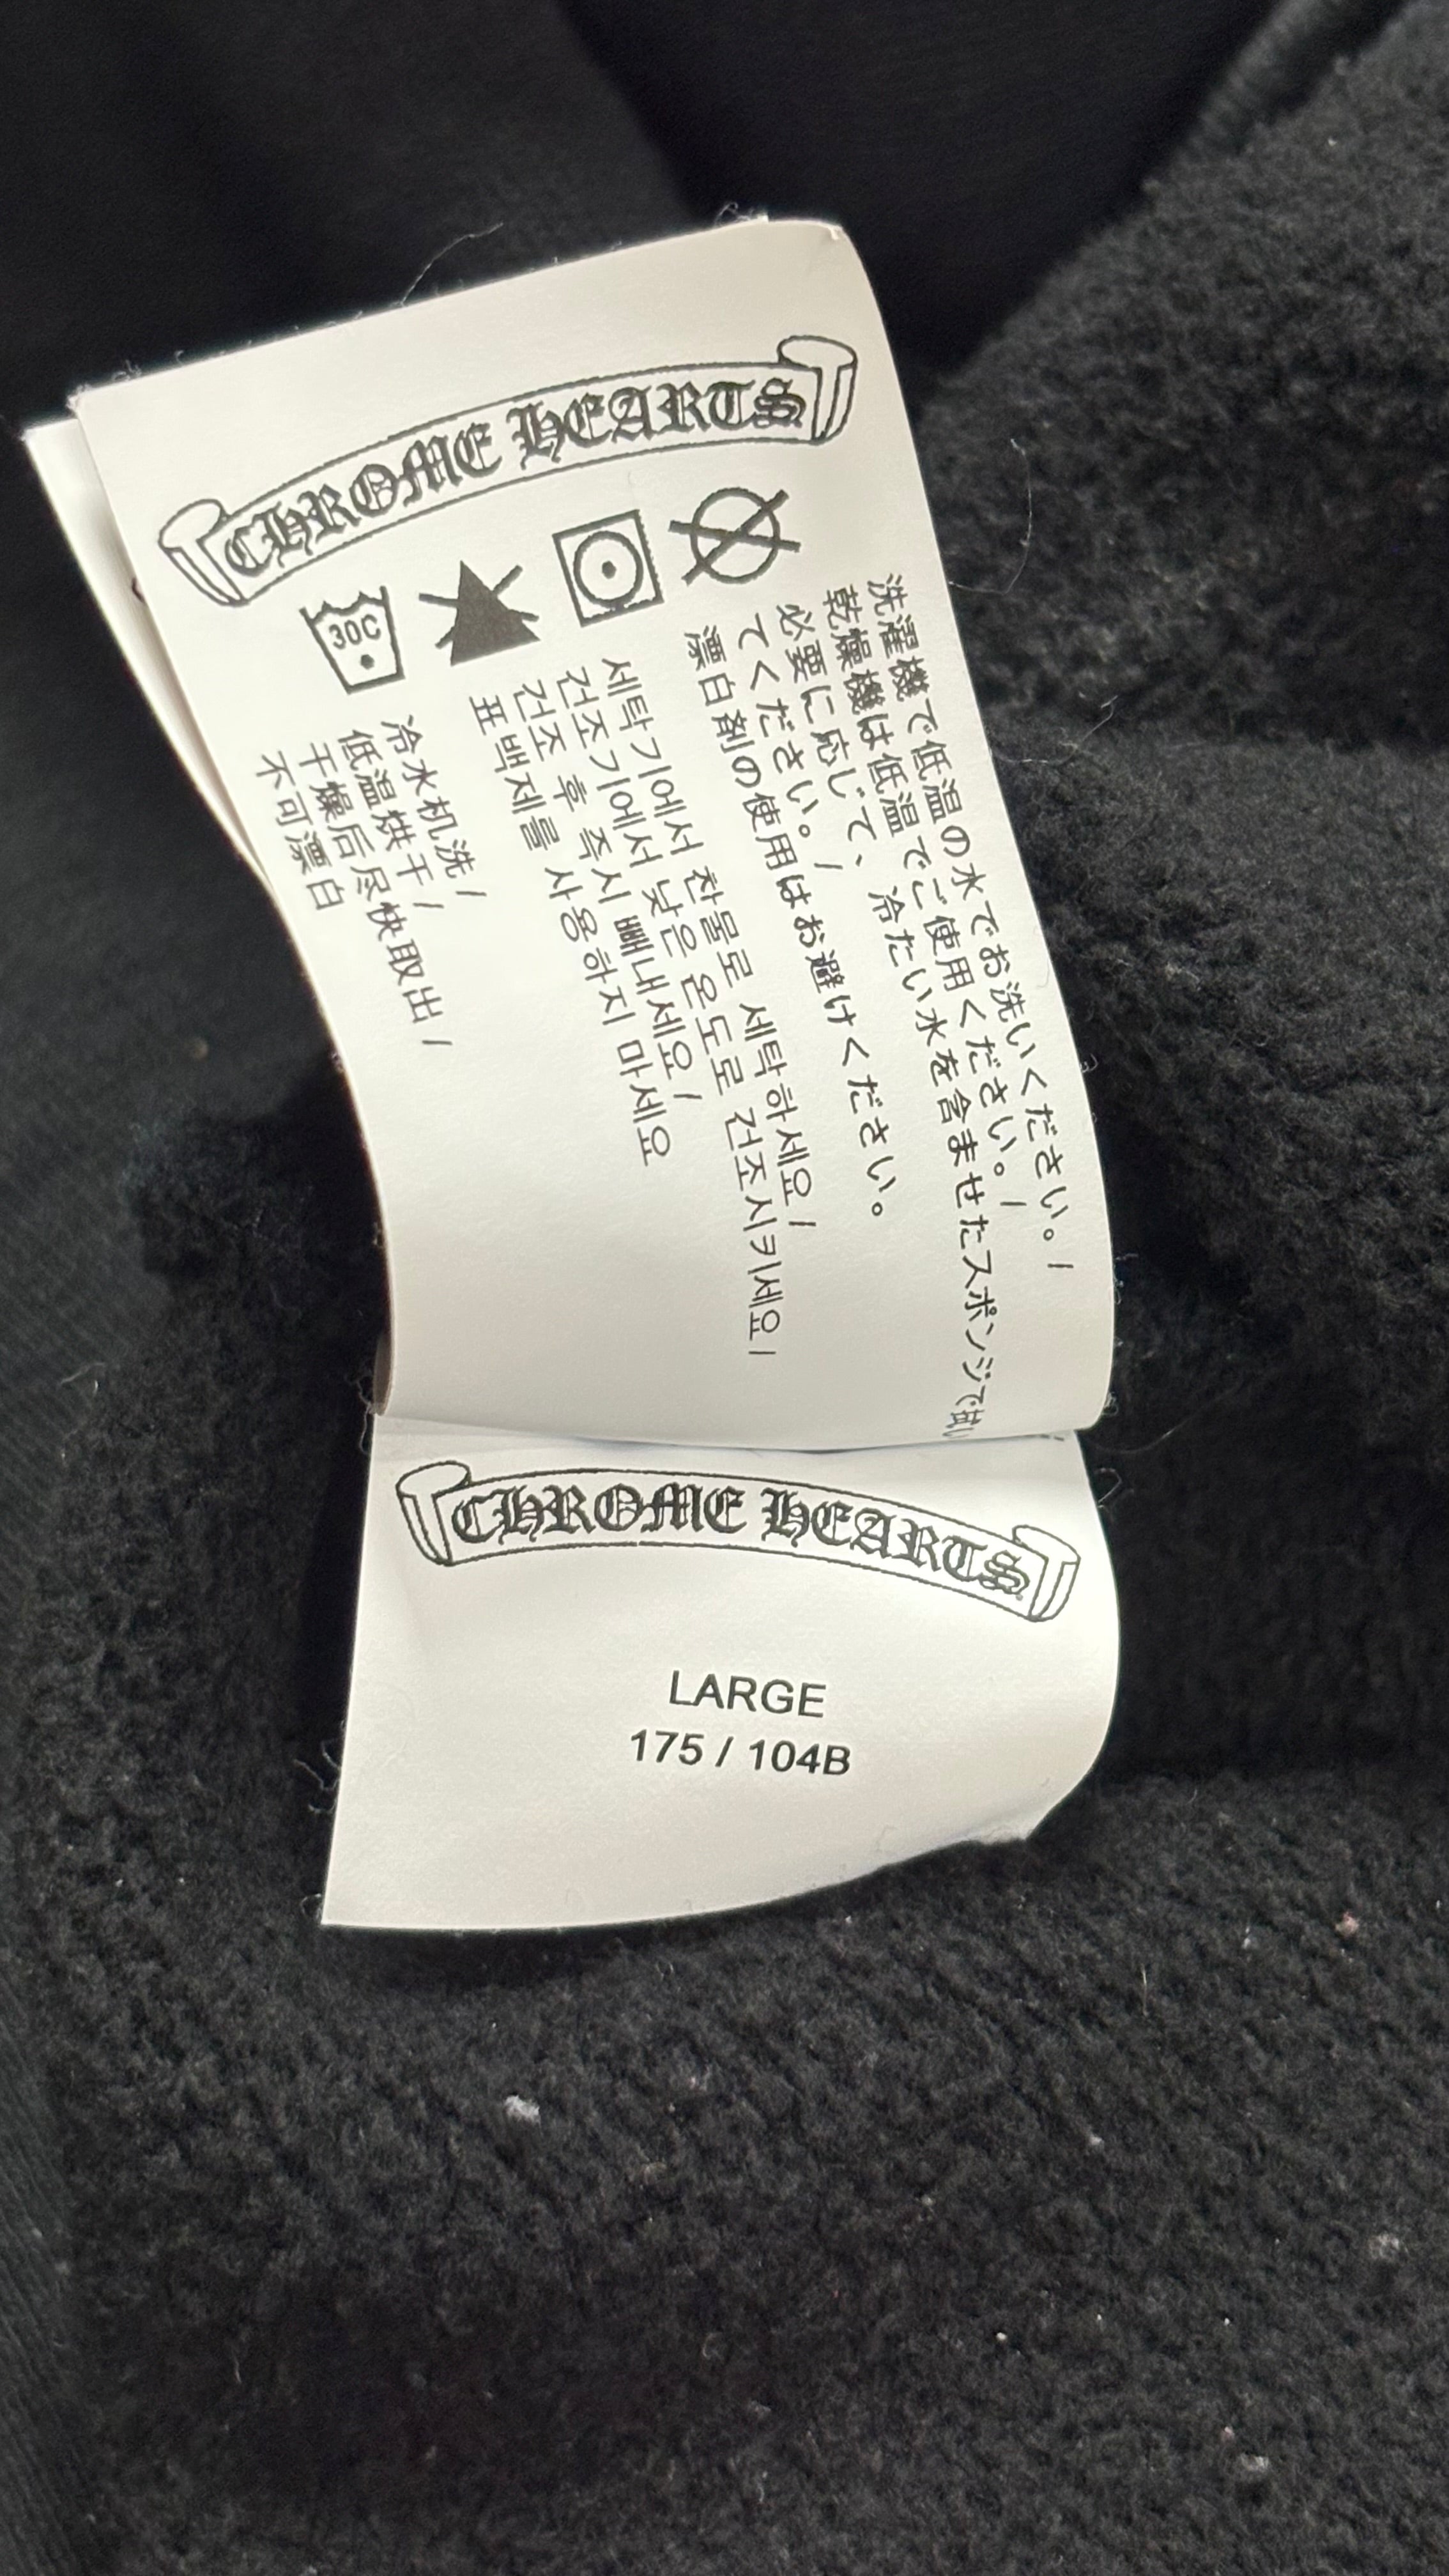 CHROME HEARTS
30C
洗濯機で低温の水でお洗いください。/
乾燥機は低温でご使用ください。/
必要に応じて、冷たい水を含ませたスポンジで拭い
てください。/
漂白剤の使用はお避けください。
세탁기에서 찬물로 세탁하세요 /
건조기에서 낮은 온도로 건조시키세요 /
건조 후 즉시 빼내세요 /
표백제를 사용하지 마세요
冷水机洗 /
低温烘干 /
干燥后尽快取出 /
不可漂白
CHROME HEARTS
LARGE
175 / 104B